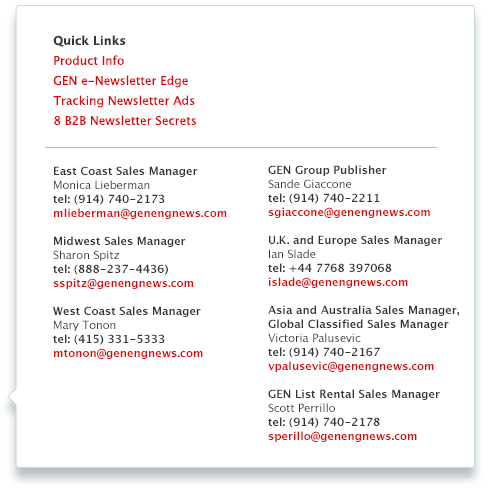 Quick Links
Product Info
GEN e-Newsletter Edge
Tracking Newsletter Ads
8 B2B Newsletter Secrets
East Coast Sales Manager
Monica Lieberman
tel: (914) 740-2173
mlieberman@genengnews.com
Midwest Sales Manager
Sharon Spitz
tel: (888-237-4436)
sspitz@genengnews.com
West Coast Sales Manager
Mary Tonon
tel: (415) 331-5333
mtonon@genengnews.com
GEN Group Publisher
Sande Giaccone
tel: (914) 740-2211
sgiaccone@genengnews.com
U.K. and Europe Sales Manager
Ian Slade
tel: +44 7768 397068
islade@genengnews.com
Asia and Australia Sales Manager,
Global Classified Sales Manager
Victoria Palusevic
tel: (914) 740-2167
vpalusevic@genengnews.com
GEN List Rental Sales Manager
Scott Perrillo
tel: (914) 740-2178
sperillo@genengnews.com